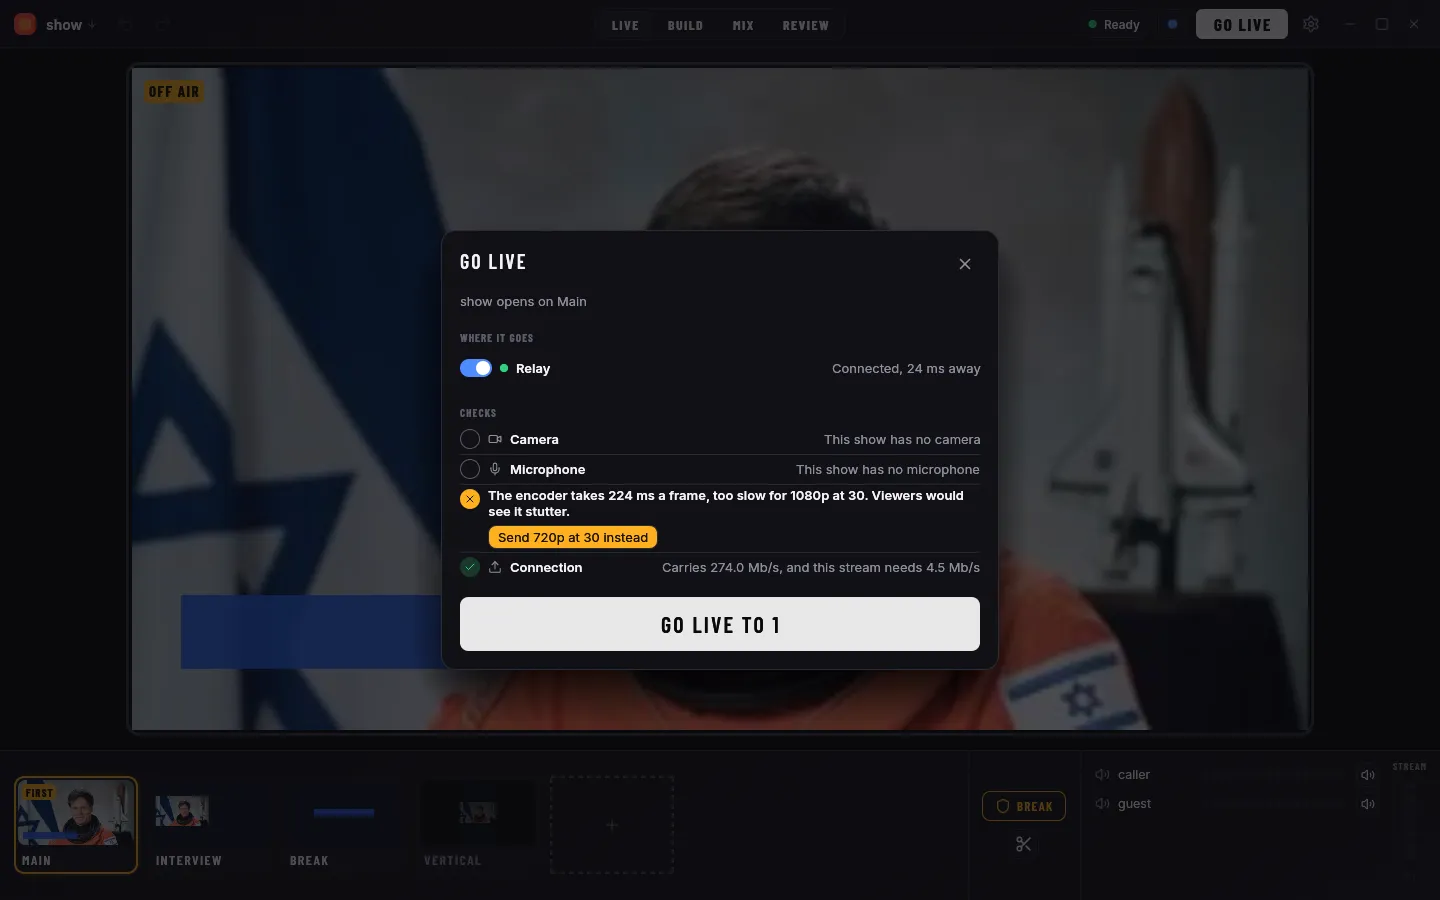 show
LIVE
BUILD
MIX
REVIEW
Ready
GO LIVE
OFF AIR
GO LIVE
show opens on Main
WHERE IT GOES
Relay
Connected, 24 ms away
CHECKS
Camera
This show has no camera
Microphone
This show has no microphone
The encoder takes 224 ms a frame, too slow for 1080p at 30. Viewers would
see it stutter.
Send 720p at 30 instead
Connection
Carries 274.0 Mb/s, and this stream needs 4.5 Mb/s
GO LIVE TO 1
FIRST
MAIN
INTERVIEW
BREAK
VERTICAL
BREAK
caller
guest
STREAM